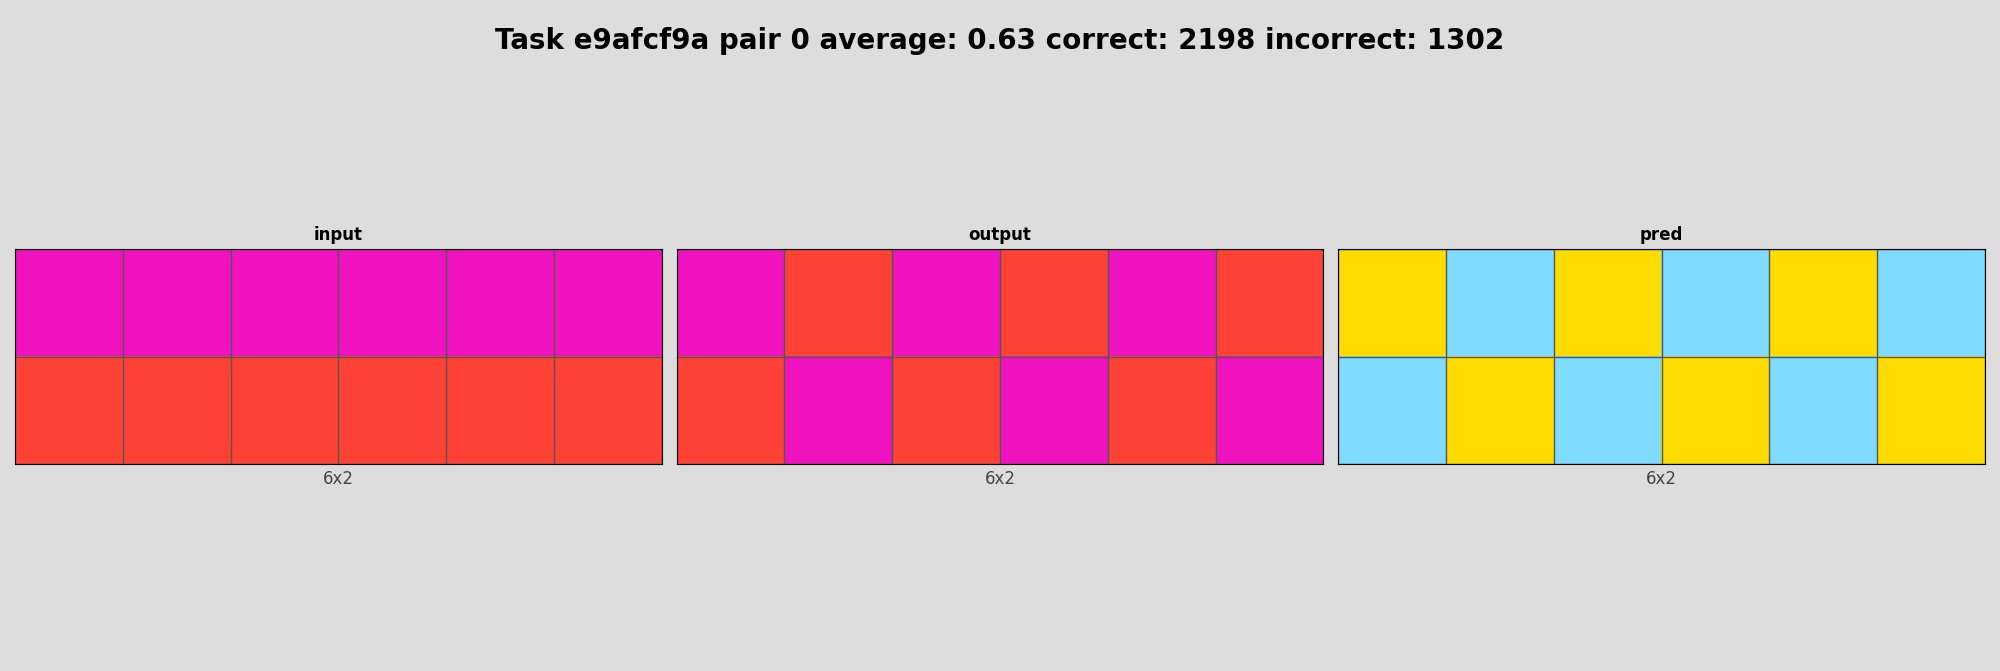 Task e9afcf9a pair 0 average: 0.63 correct: 2198 incorrect: 1302
input
output
pred
6x2
6x2
6x2